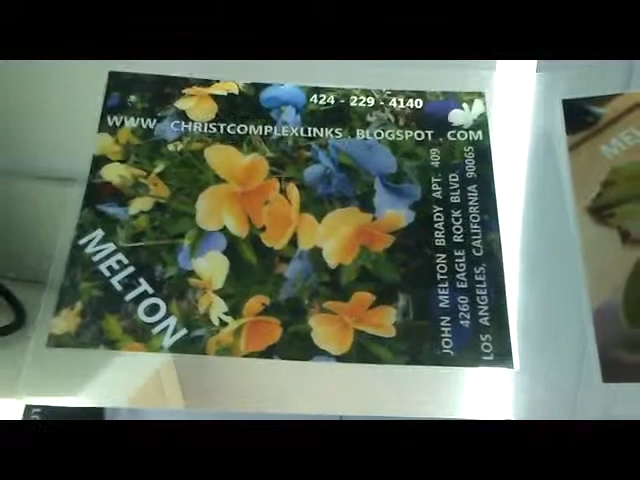 424 - 229 - 4140
WWW . CHRISTCOMPLEXLINKS . BLOGSPOT . COM
MELTON
JOHN MELTON BRADY APT. 409
4260 EAGLE ROCK BLVD.
LOS ANGELES, CALIFORNIA 90065